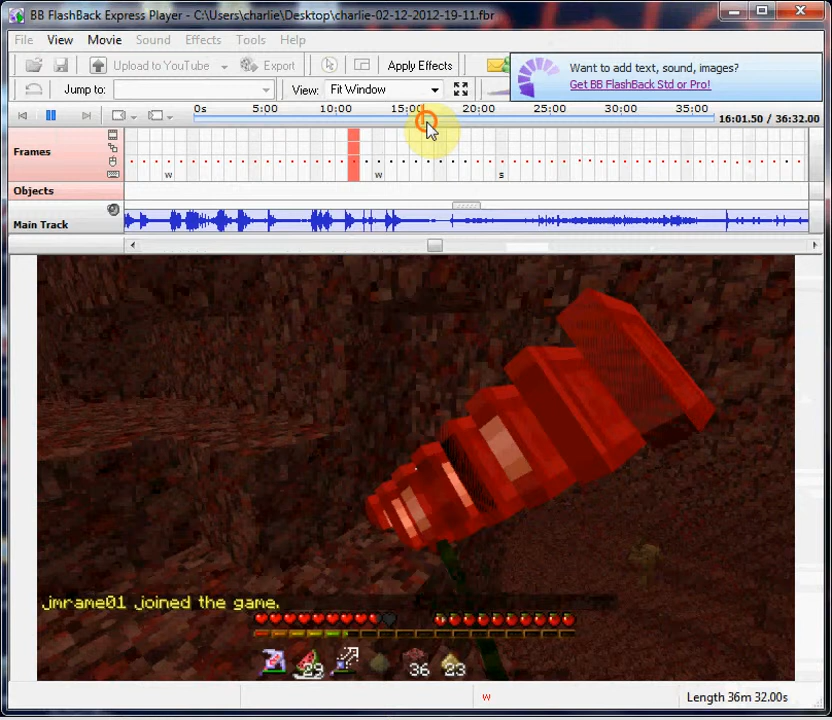 BB FlashBack Express Player - C:\Users\charlie\Desktop\charlie-02-12-2012-19-11.fbr
File View Movie Sound Effects Tools Help
Upload to YouTube Export Apply Effects
Want to add text, sound, images?
Get BB FlashBack Std or Pro!
Jump to: View: Fit Window
0s 5:00 10:00 15:00 20:00 25:00 30:00 35:00 16:01.50 / 36:32.00
Frames
w w s
Objects
Main Track
jmrame01 joined the game.
23 36 23
w Length 36m 32.00s